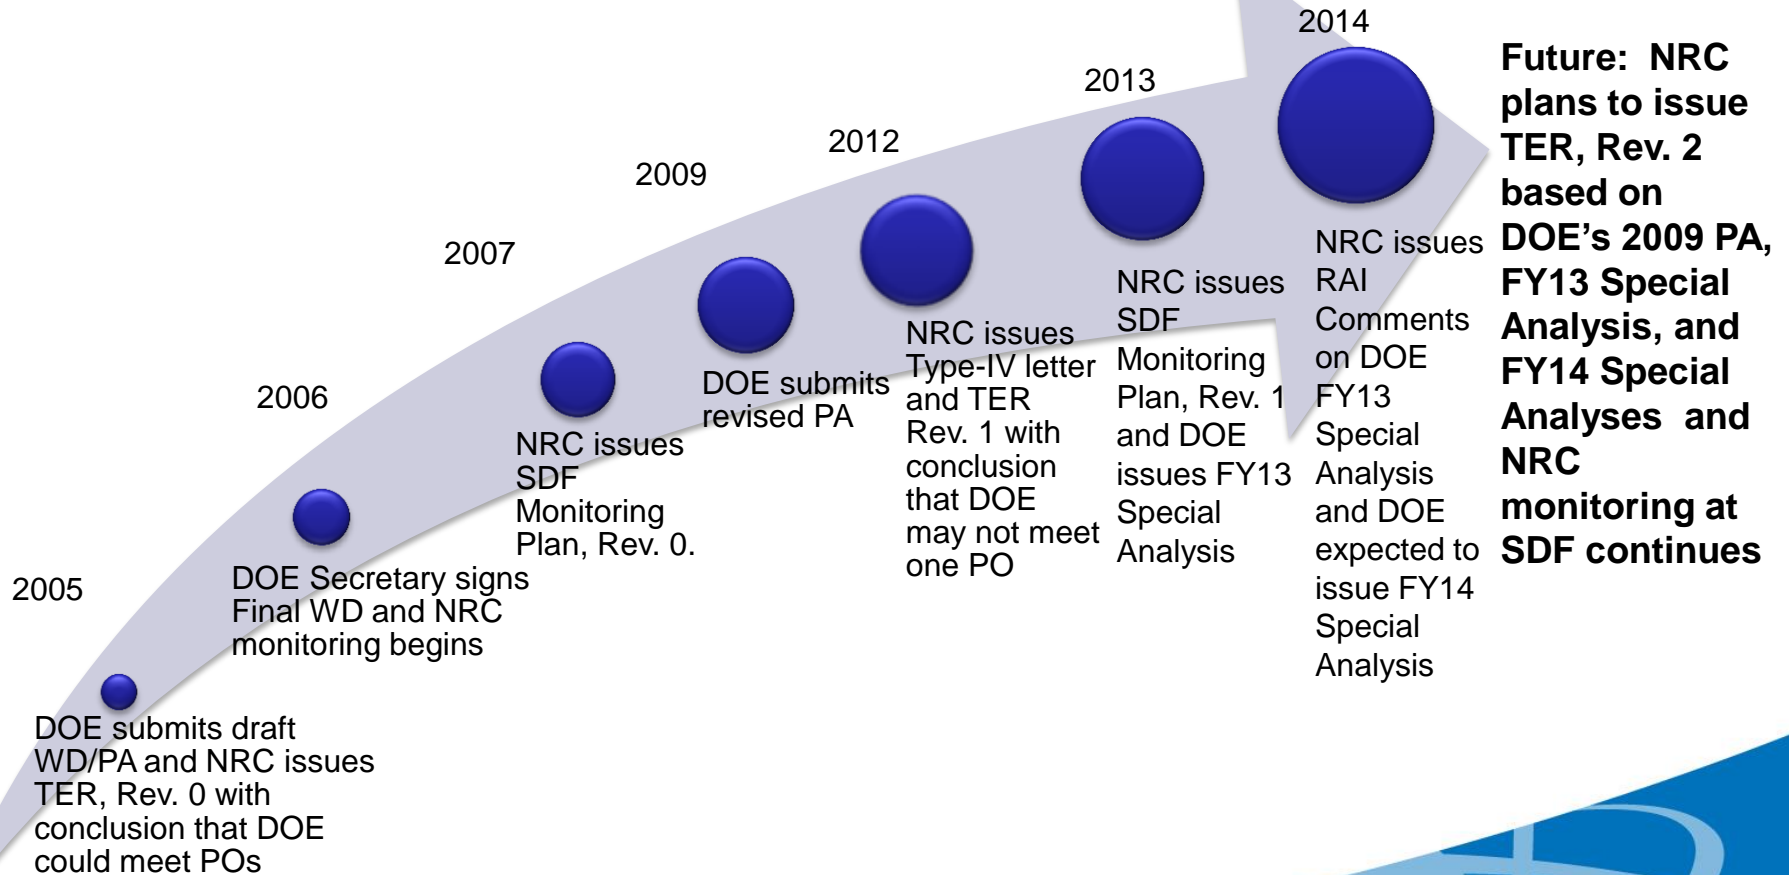 2005
DOE submits draft
WD/PA and NRC issues
TER, Rev. 0 with
conclusion that DOE
could meet POs
2006
DOE Secretary signs
Final WD and NRC
monitoring begins
2007
NRC issues
SDF
Monitoring
Plan, Rev. 0.
2009
DOE submits
revised PA
2012
NRC issues
Type-IV letter
and TER
Rev. 1 with
conclusion
that DOE
may not meet
one PO
2013
NRC issues
SDF
Monitoring
Plan, Rev. 1
and DOE
issues FY13
Special
Analysis
2014
NRC issues
RAI
Comments
on DOE
FY13
Special
Analysis
and DOE
expected to
issue FY14
Special
Analysis
Future: NRC
plans to issue
TER, Rev. 2
based on
DOE’s 2009 PA,
FY13 Special
Analysis, and
FY14 Special
Analyses and
NRC
monitoring at
SDF continues